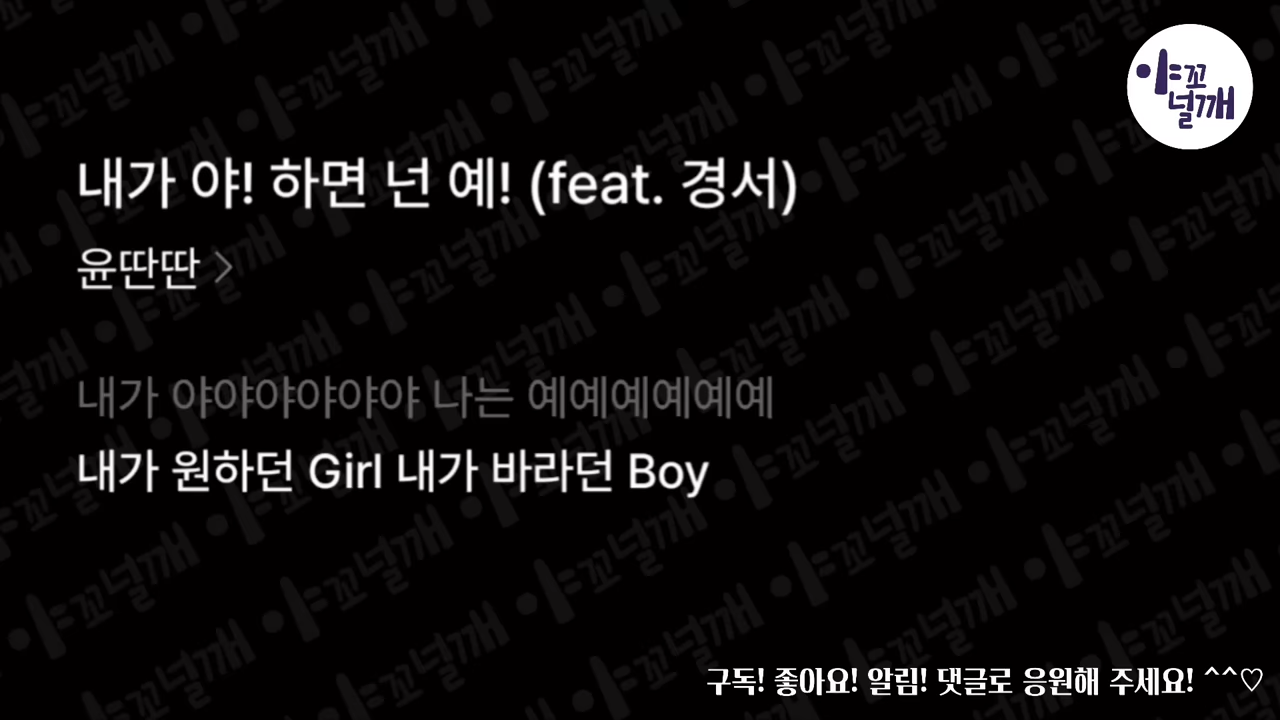 야꼬
널깨
내가 야! 하면 넌 예! (feat. 경서)
윤딴딴 >
내가 야야야야야야 나는 예예예예예예
내가 원하던 Girl 내가 바라던 Boy
구독! 좋아요! 알림! 댓글로 응원해 주세요! ^^♡